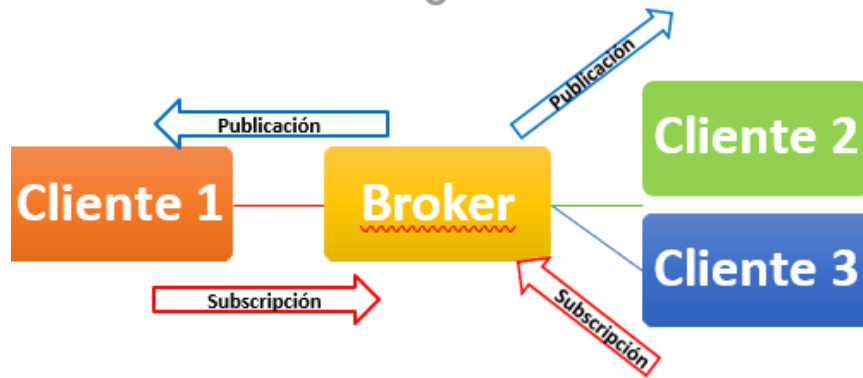 Publicación
Publicación
Cliente 2
Cliente 1
Broker
Cliente 3
Subscripción
Subscripción